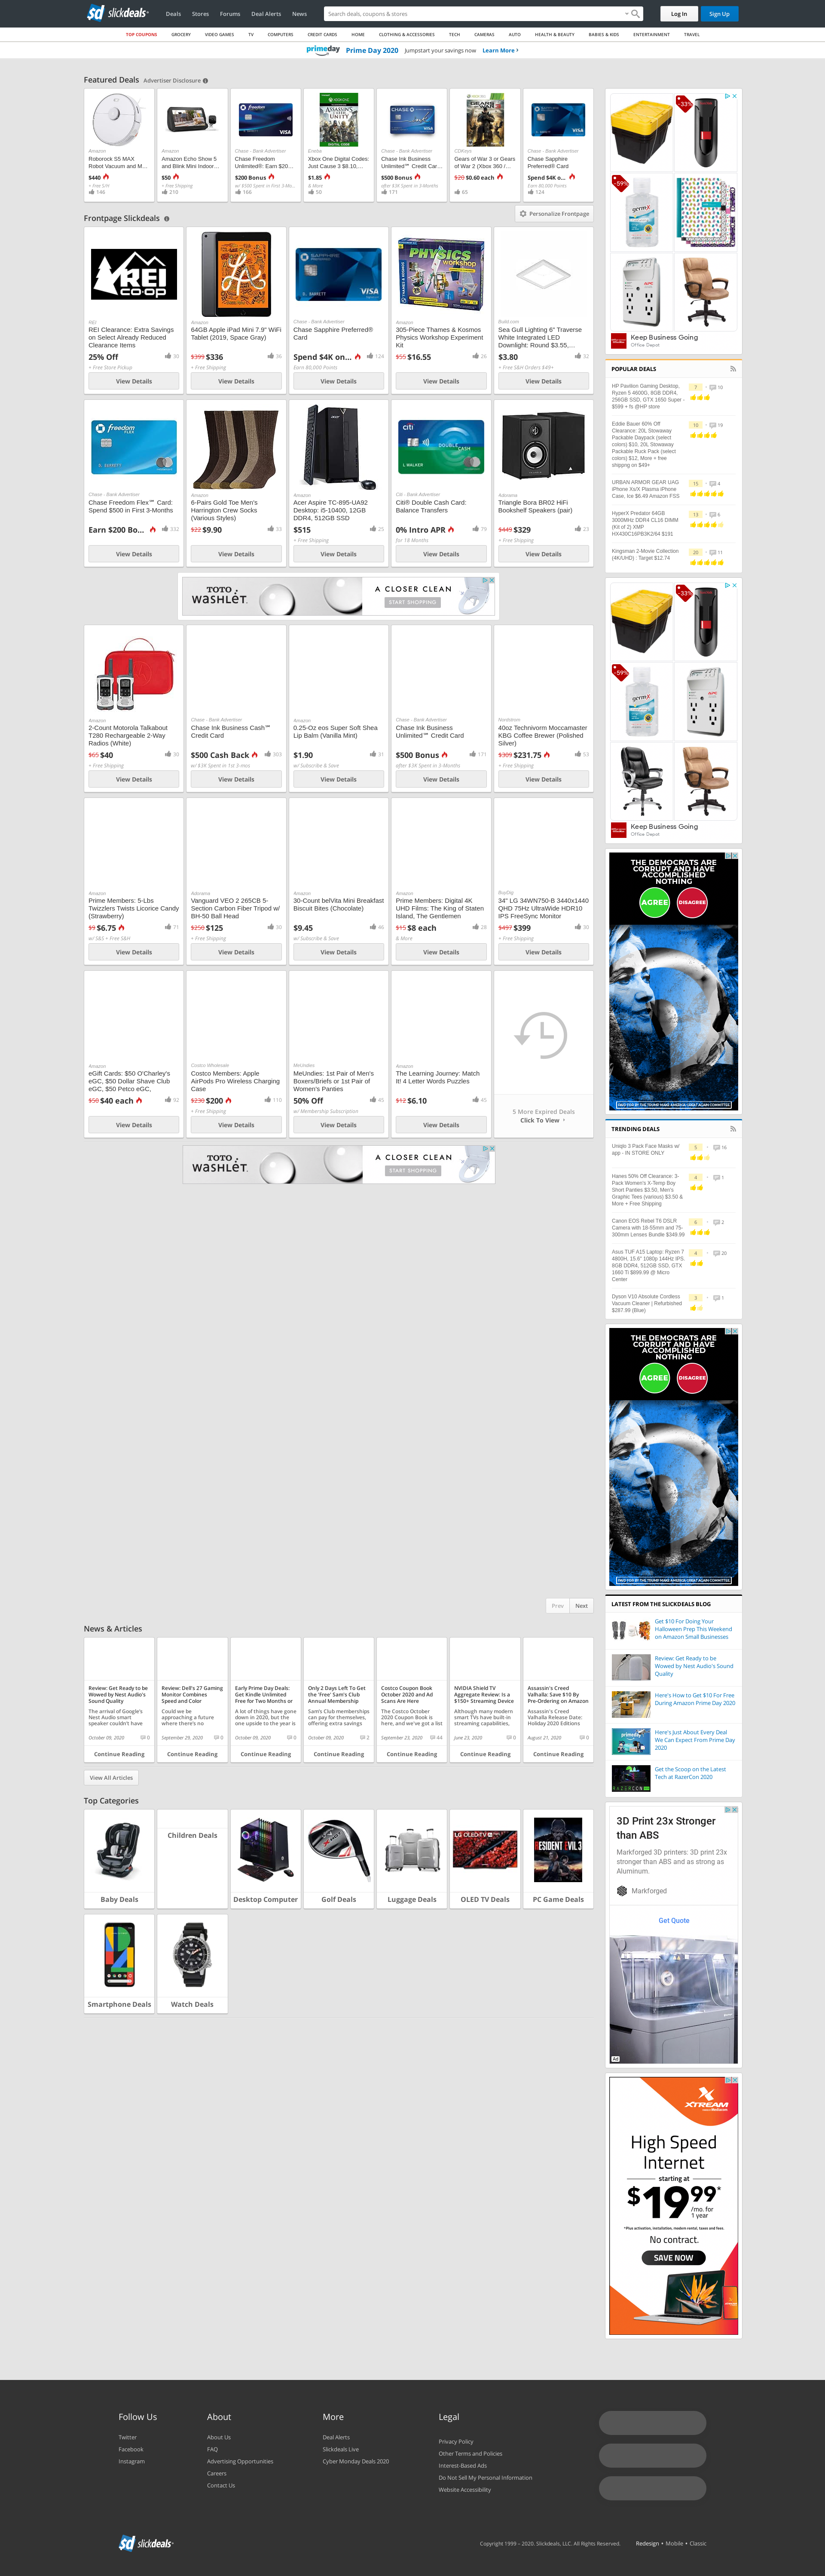 slickdeals
Deals Stores Forums Deal Alerts News
Search deals, coupons & stores
Log In Sign Up
TOP COUPONS GROCERY VIDEO GAMES TV COMPUTERS CREDIT CARDS HOME CLOTHING & ACCESSORIES TECH CAMERAS AUTO HEALTH & BEAUTY BABIES & KIDS ENTERTAINMENT TRAVEL
prime day Prime Day 2020 Jumpstart your savings now Learn More
Featured Deals Advertiser Disclosure
Amazon
Roborock S5 MAX
Robot Vacuum and M...
$440
+ Free S/H
146
Amazon
Amazon Echo Show 5
and Blink Mini Indoor...
$50
+ Free Shipping
210
Chase - Bank Advertiser
Chase Freedom
Unlimited®: Earn $20...
$200 Bonus
w/ $500 Spent in First 3-Mo...
166
Eneba
Xbox One Digital Codes:
Just Cause 3 $8.10,...
$1.85
& More
50
Chase - Bank Advertiser
Chase Ink Business
Unlimited℠ Credit Car...
$500 Bonus
after $3K Spent in 3-Months
171
CDKeys
Gears of War 3 or Gears
of War 2 (Xbox 360 /...
$20 $0.60 each
65
Chase - Bank Advertiser
Chase Sapphire
Preferred® Card
Spend $4K o...
Earn 80,000 Points
124
Frontpage Slickdeals
Personalize Frontpage
REI
REI Clearance: Extra Savings
on Select Already Reduced
Clearance Items
25% Off
30
+ Free Store Pickup
View Details
Amazon
64GB Apple iPad Mini 7.9" WiFi
Tablet (2019, Space Gray)
$399 $336
36
+ Free Shipping
View Details
Chase - Bank Advertiser
Chase Sapphire Preferred®
Card
Spend $4K on...
124
Earn 80,000 Points
View Details
Amazon
305-Piece Thames & Kosmos
Physics Workshop Experiment
Kit
$55 $16.55
26
View Details
Build.com
Sea Gull Lighting 6" Traverse
White Integrated LED
Downlight: Round $3.55,...
$3.80
32
+ Free S&H Orders $49+
View Details
Chase - Bank Advertiser
Chase Freedom Flex℠ Card:
Spend $500 in First 3-Months
Earn $200 Bo...
332
View Details
Amazon
6-Pairs Gold Toe Men's
Harrington Crew Socks
(Various Styles)
$22 $9.90
33
View Details
Amazon
Acer Aspire TC-895-UA92
Desktop: i5-10400, 12GB
DDR4, 512GB SSD
$515
25
+ Free Shipping
View Details
Citi - Bank Advertiser
Citi® Double Cash Card:
Balance Transfers
0% Intro APR
79
for 18 Months
View Details
Adorama
Triangle Bora BR02 HiFi
Bookshelf Speakers (pair)
$449 $329
23
+ Free Shipping
View Details
TOTO
WASHLET
A CLOSER CLEAN
START SHOPPING
Amazon
2-Count Motorola Talkabout
T280 Rechargeable 2-Way
Radios (White)
$65 $40
30
+ Free Shipping
View Details
Chase - Bank Advertiser
Chase Ink Business Cash℠
Credit Card
$500 Cash Back
303
w/ $3K Spent in 1st 3-mos
View Details
Amazon
0.25-Oz eos Super Soft Shea
Lip Balm (Vanilla Mint)
$1.90
31
w/ Subscribe & Save
View Details
Chase - Bank Advertiser
Chase Ink Business
Unlimited℠ Credit Card
$500 Bonus
171
after $3K Spent in 3-Months
View Details
Nordstrom
40oz Technivorm Moccamaster
KBG Coffee Brewer (Polished
Silver)
$309 $231.75
53
+ Free Shipping
View Details
Amazon
Prime Members: 5-Lbs
Twizzlers Twists Licorice Candy
(Strawberry)
$9 $6.75
71
w/ S&S + Free S&H
View Details
Adorama
Vanguard VEO 2 265CB 5-
Section Carbon Fiber Tripod w/
BH-50 Ball Head
$250 $125
30
+ Free Shipping
View Details
Amazon
30-Count belVita Mini Breakfast
Biscuit Bites (Chocolate)
$9.45
46
w/ Subscribe & Save
View Details
Amazon
Prime Members: Digital 4K
UHD Films: The King of Staten
Island, The Gentlemen
$15 $8 each
28
& More
View Details
BuyDig
34" LG 34WN750-B 3440x1440
QHD 75Hz UltraWide HDR10
IPS FreeSync Monitor
$497 $399
30
+ Free Shipping
View Details
Amazon
eGift Cards: $50 O'Charley's
eGC, $50 Dollar Shave Club
eGC, $50 Petco eGC,
$50 $40 each
92
View Details
Costco Wholesale
Costco Members: Apple
AirPods Pro Wireless Charging
Case
$230 $200
110
+ Free Shipping
View Details
MeUndies
MeUndies: 1st Pair of Men's
Boxers/Briefs or 1st Pair of
Women's Panties
50% Off
45
w/ Membership Subscription
View Details
Amazon
The Learning Journey: Match
It! 4 Letter Words Puzzles
$12 $6.10
45
View Details
5 More Expired Deals
Click To View
TOTO
WASHLET
A CLOSER CLEAN
START SHOPPING
Prev Next
News & Articles
Review: Get Ready to be
Wowed by Nest Audio's
Sound Quality
The arrival of Google's
Nest Audio smart
speaker couldn't have
October 09, 2020
0
Continue Reading
Review: Dell's 27 Gaming
Monitor Combines
Speed and Color
Could we be
approaching a future
where there's no
September 29, 2020
0
Continue Reading
Early Prime Day Deals:
Get Kindle Unlimited
Free for Two Months or
A lot of things have gone
down in 2020, but the
one upside to the year is
October 09, 2020
0
Continue Reading
Only 2 Days Left To Get
the 'Free' Sam's Club
Annual Membership
Sam's Club memberships
can pay for themselves,
offering extra savings
October 09, 2020
2
Continue Reading
Costco Coupon Book
October 2020 and Ad
Scans Are Here
The Costco October
2020 Coupon Book is
here, and we've got a list
September 23, 2020
44
Continue Reading
NVIDIA Shield TV
Aggregate Review: Is a
$150+ Streaming Device
Although many modern
smart TVs have built-in
streaming capabilities,
June 23, 2020
0
Continue Reading
Assassin's Creed
Valhalla: Save $10 By
Pre-Ordering on Amazon
Assassin's Creed
Valhalla Release Date:
Holiday 2020 Editions
August 21, 2020
0
Continue Reading
View All Articles
Top Categories
Baby Deals
Children Deals
Desktop Computer
Golf Deals
Luggage Deals
OLED TV Deals
PC Game Deals
Smartphone Deals
Watch Deals
-33%
-59%
Keep Business Going
Office Depot
POPULAR DEALS
HP Pavilion Gaming Desktop,
Ryzen 5 4600G, 8GB DDR4,
256GB SSD, GTX 1650 Super -
$599 + fs @HP store
Eddie Bauer 60% Off
Clearance: 20L Stowaway
Packable Daypack (select
colors) $10, 20L Stowaway
Packable Ruck Pack (select
colors) $12, More + free
shipping on $49+
URBAN ARMOR GEAR UAG
iPhone Xs/X Plasma iPhone
Case, Ice $6.49 Amazon FSS
HyperX Predator 64GB
3000MHz DDR4 CL16 DIMM
(Kit of 2) XMP
HX430C16PB3K2/64 $191
Kingsman 2-Movie Collection
(4K/UHD) : Target $12.74
-33%
-59%
Keep Business Going
Office Depot
THE DEMOCRATS ARE
CORRUPT AND HAVE
ACCOMPLISHED
NOTHING
AGREE DISAGREE
PAID FOR BY THE TRUMP MAKE AMERICA GREAT AGAIN COMMITTEE
TRENDING DEALS
Uniqlo 3 Pack Face Masks w/
app - IN STORE ONLY
Hanes 50% Off Clearance: 3-
Pack Women's X-Temp Boy
Short Panties $3.50, Men's
Graphic Tees (various) $3.50 &
More + Free Shipping
Canon EOS Rebel T6 DSLR
Camera with 18-55mm and 75-
300mm Lenses Bundle $349.99
Asus TUF A15 Laptop: Ryzen 7
4800H, 15.6" 1080p 144Hz IPS,
8GB DDR4, 512GB SSD, GTX
1660 Ti $899.99 @ Micro
Center
Dyson V10 Absolute Cordless
Vacuum Cleaner | Refurbished
$287.99 (Blue)
THE DEMOCRATS ARE
CORRUPT AND HAVE
ACCOMPLISHED
NOTHING
AGREE DISAGREE
PAID FOR BY THE TRUMP MAKE AMERICA GREAT AGAIN COMMITTEE
LATEST FROM THE SLICKDEALS BLOG
Get $10 For Doing Your
Halloween Prep This Weekend
on Amazon Small Businesses
Review: Get Ready to be
Wowed by Nest Audio's Sound
Quality
Here's How to Get $10 For Free
During Amazon Prime Day 2020
Here's Just About Every Deal
We Can Expect From Prime Day
2020
Get the Scoop on the Latest
Tech at RazerCon 2020
3D Print 23x Stronger
than ABS
Markforged 3D printers: 3D print 23x
stronger than ABS and as strong as
Aluminum.
Markforged
Get Quote
Ad
XTREAM
High Speed
Internet
starting at
$19.99*
/mo. for
1 year
*Plus activation, installation, modem rental, taxes and fees.
No contract.
SAVE NOW
Follow Us
Twitter
Facebook
Instagram
About
About Us
FAQ
Advertising Opportunities
Careers
Contact Us
More
Deal Alerts
Slickdeals Live
Cyber Monday Deals 2020
Legal
Privacy Policy
Other Terms and Policies
Interest-Based Ads
Do Not Sell My Personal Information
Website Accessibility
slickdeals
Copyright 1999 - 2020. Slickdeals, LLC. All Rights Reserved. Redesign • Mobile • Classic